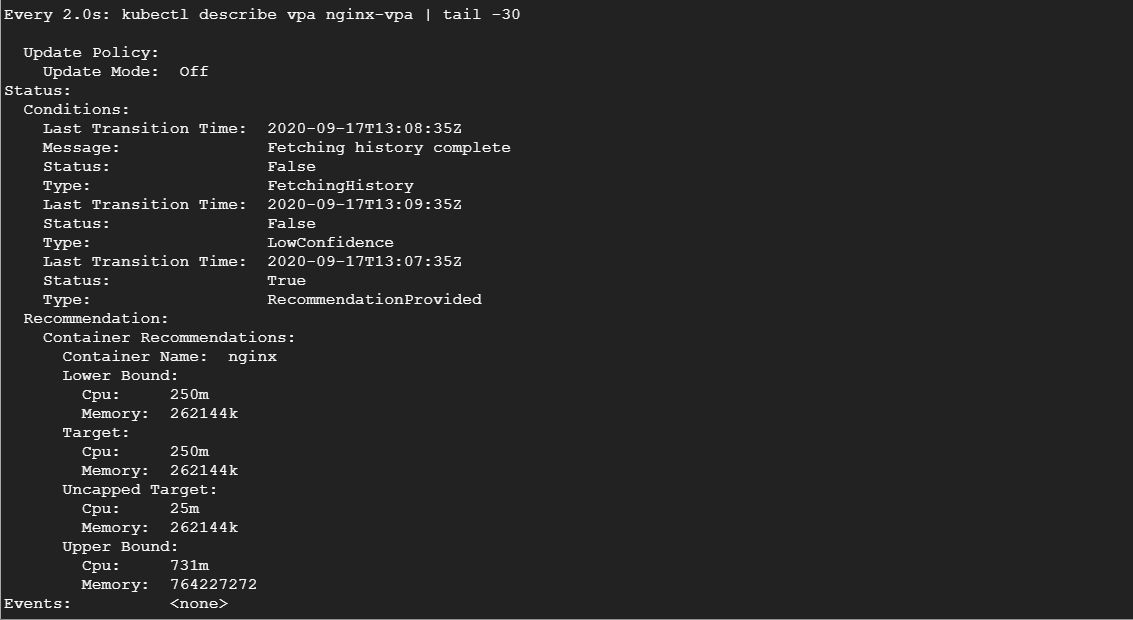 Every 2.0s: kubectl describe vpa nginx-vpa | tail -30
Update Policy:
Update Mode:  Off
Status:
Conditions:
Last Transition Time:  2020-09-17T13:08:35Z
Message:               Fetching history complete
Status:                False
Type:                  FetchingHistory
Last Transition Time:  2020-09-17T13:09:35Z
Status:                False
Type:                  LowConfidence
Last Transition Time:  2020-09-17T13:07:35Z
Status:                True
Type:                  RecommendationProvided
Recommendation:
Container Recommendations:
Container Name:  nginx
Lower Bound:
Cpu:     250m
Memory:  262144k
Target:
Cpu:     250m
Memory:  262144k
Uncapped Target:
Cpu:     25m
Memory:  262144k
Upper Bound:
Cpu:     731m
Memory:  764227272
Events:          <none>